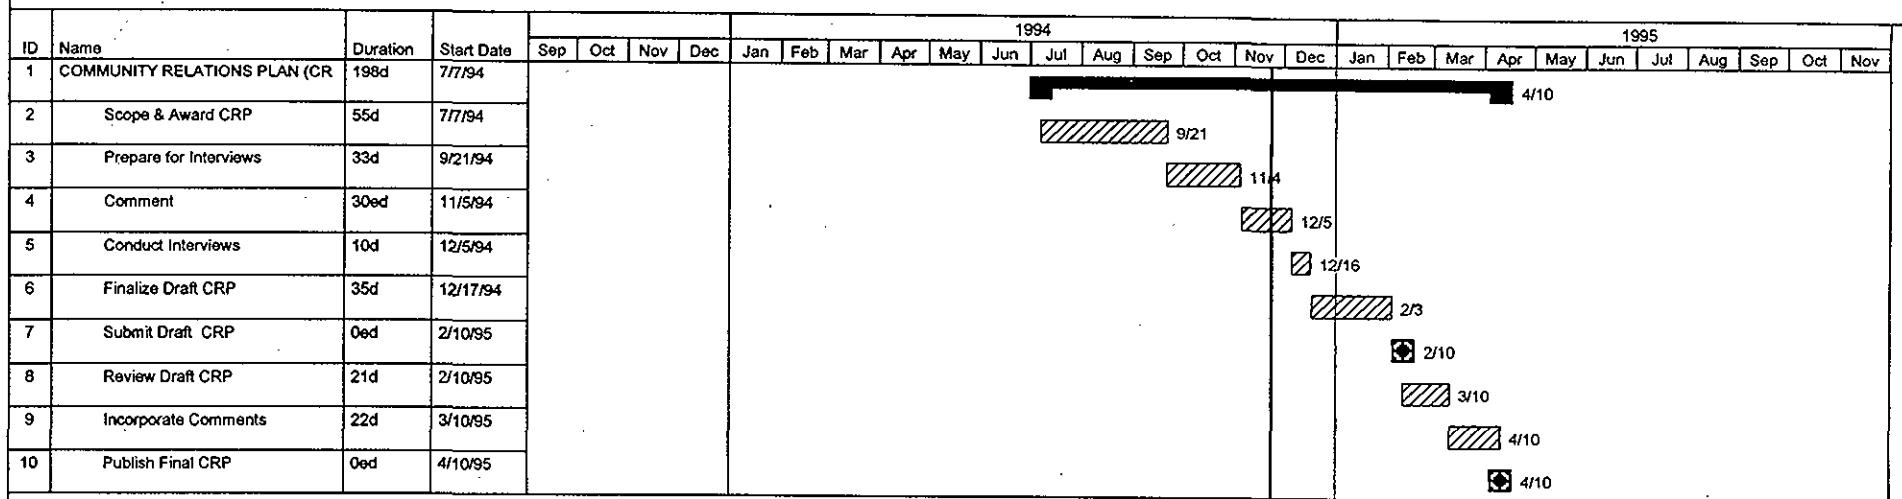 1994
1995
ID Name Duration Start Date Sep Oct Nov Dec Jan Feb Mar Apr May Jun Jul Aug Sep Oct Nov Dec Jan Feb Mar Apr May Jun Jul Aug Sep Oct Nov
1 COMMUNITY RELATIONS PLAN (CR 198d 7/7/94 4/10
2 Scope & Award CRP 55d 7/7/94 9/21
3 Prepare for Interviews 33d 9/21/94 11/4
4 Comment 30ed 11/5/94 12/5
5 Conduct Interviews 10d 12/5/94 12/16
6 Finalize Draft CRP 35d 12/17/94 2/3
7 Submit Draft CRP 0ed 2/10/95 2/10
8 Review Draft CRP 21d 2/10/95 3/10
9 Incorporate Comments 22d 3/10/95 4/10
10 Publish Final CRP 0ed 4/10/95 4/10